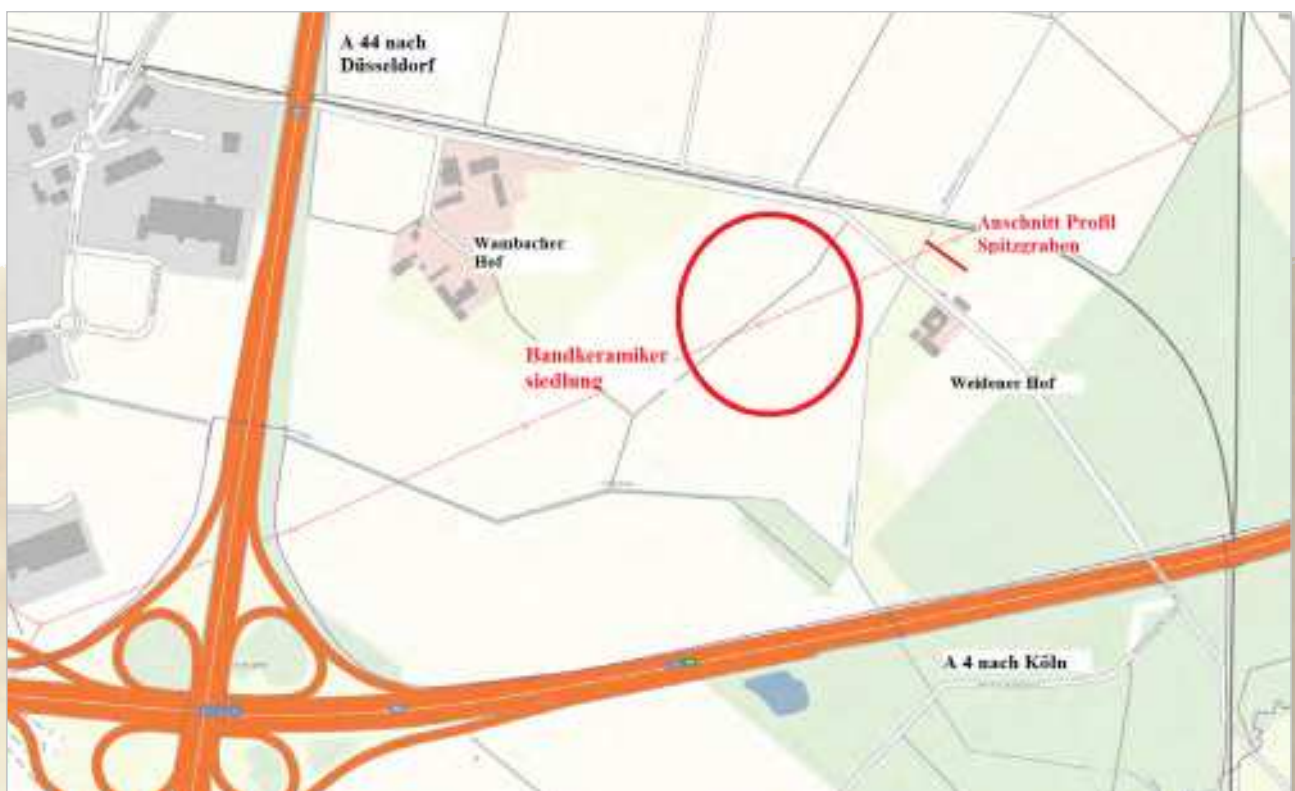 A 44 nach
Düsseldorf
Wambacher
Hof
Anschnitt Profil
Spitzgraben
Bandkeramiker
siedlung
Weidener Hof
A 4 nach Köln